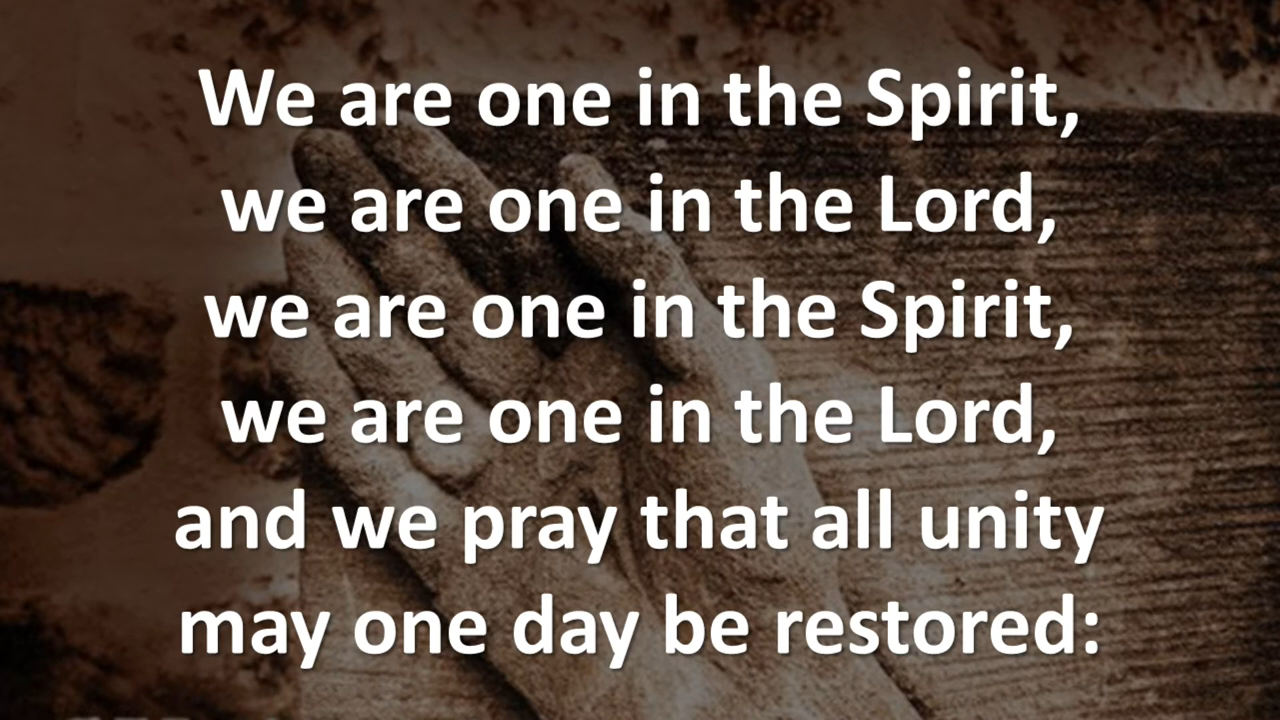 We are one in the Spirit,
we are one in the Lord,
we are one in the Spirit,
we are one in the Lord,
and we pray that all unity
may one day be restored: